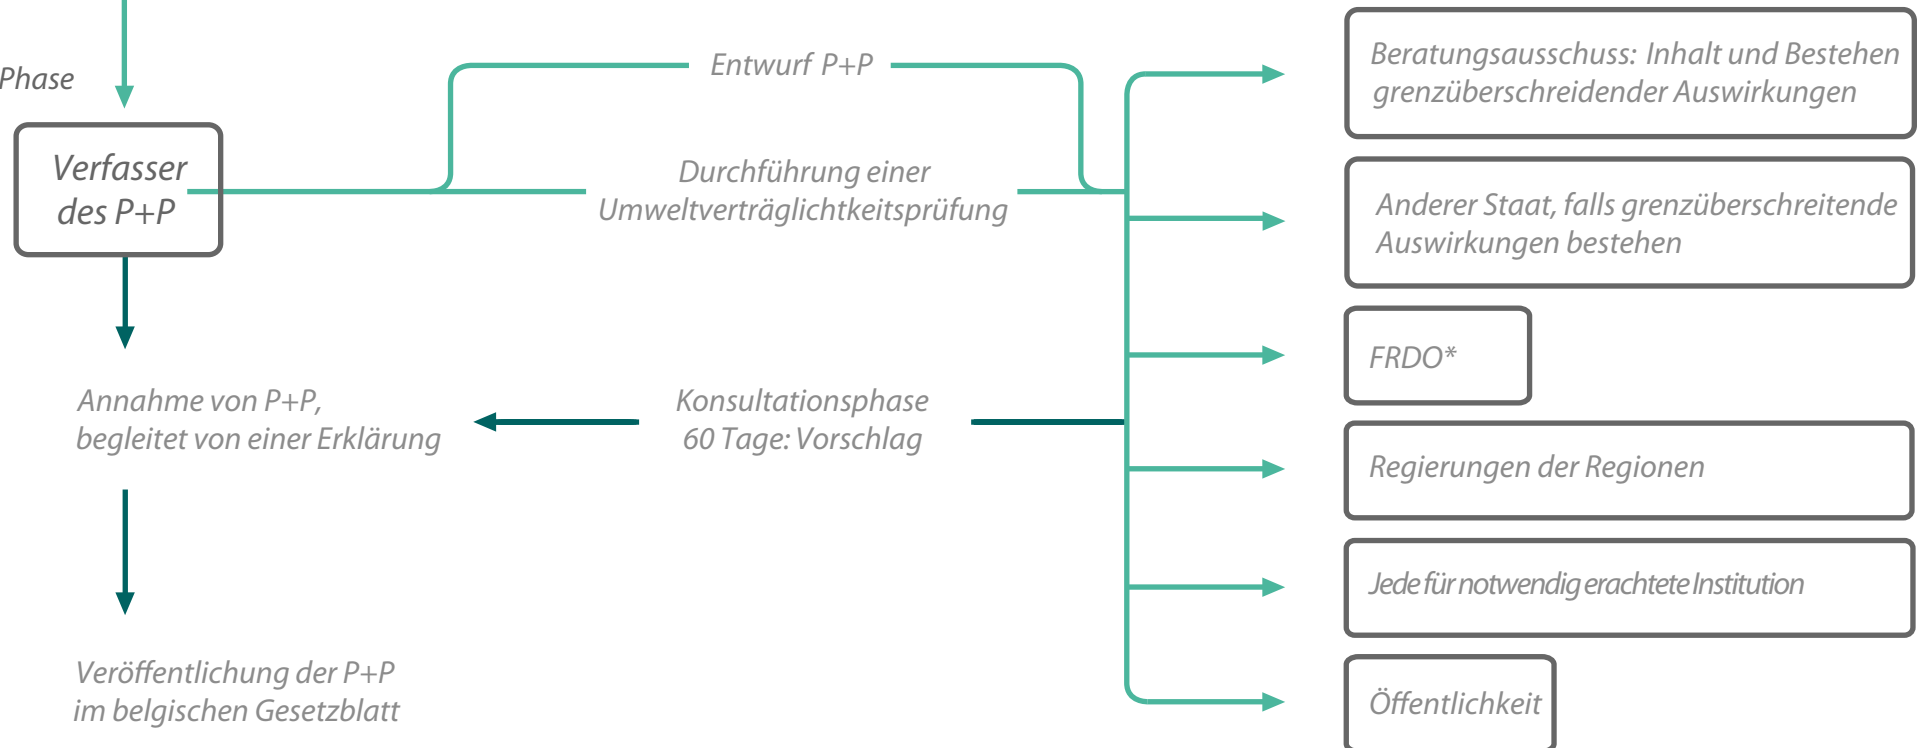 Phase
Verfasser
des P+P
Entwurf P+P
Durchführung einer
Umweltverträglichtkeitsprüfung
Beratungsausschuss: Inhalt und Bestehen
grenzüberschreidender Auswirkungen
Anderer Staat, falls grenzüberschreitende
Auswirkungen bestehen
FRDO*
Annahme von P+P,
begleitet von einer Erklärung
Konsultationsphase
60 Tage: Vorschlag
Regierungen der Regionen
Jede für notwendig erachtete Institution
Veröffentlichung der P+P
im belgischen Gesetzblatt
Öffentlichkeit